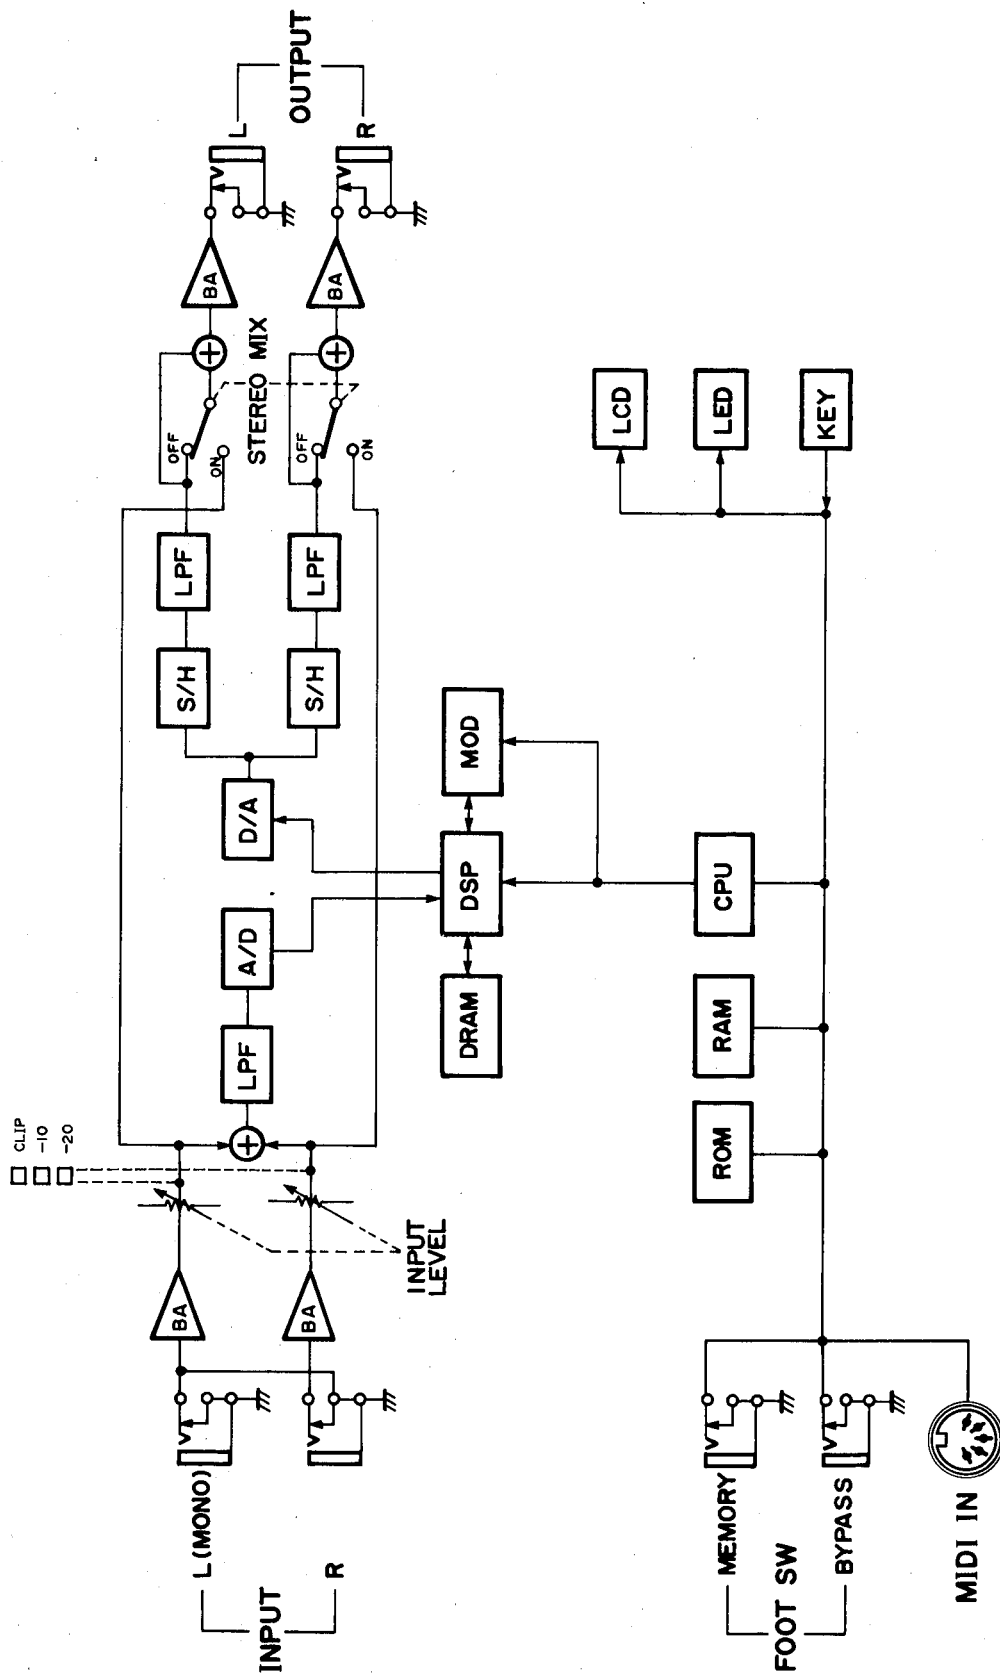 INPUT
L(MONO)
R
BA
BA
INPUT
LEVEL
CLIP
-10
-20
+
+
+
LPF
A/D
D/A
S/H
S/H
LPF
LPF
OFF
ON
OFF
ON
STEREO MIX
BA
BA
L
R
OUTPUT
DRAM
DSP
MOD
ROM
RAM
CPU
LCD
LED
KEY
FOOT SW
MEMORY
BYPASS
MIDI IN